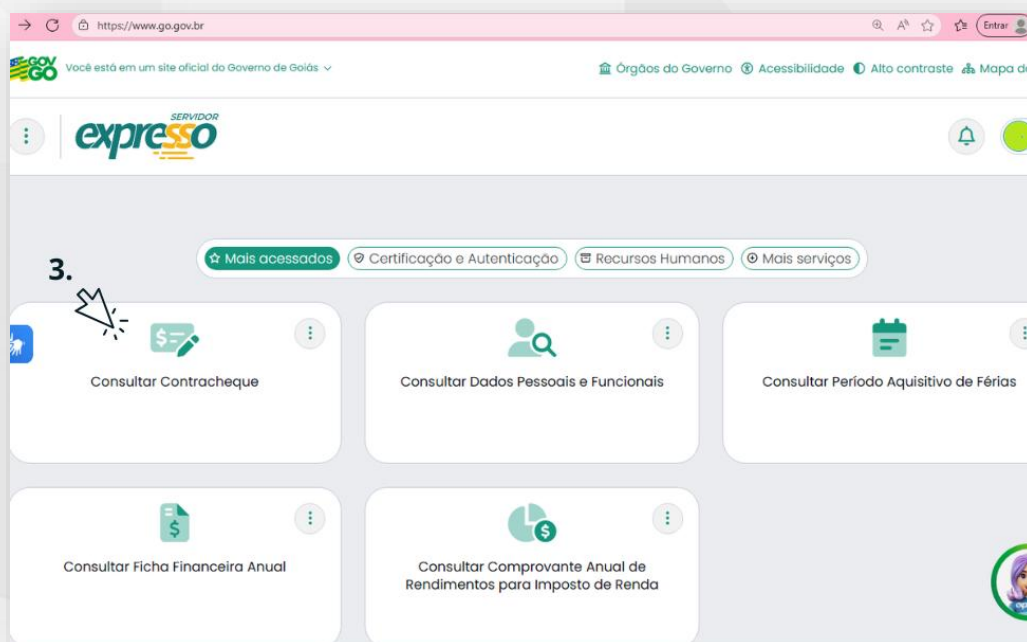 https://www.go.gov.br
Entrar
GOV
GO
Você está em um site oficial do Governo de Goiás
Órgãos do Governo
Acessibilidade
Alto contraste
Mapa do
SERVIDOR
expresso
Mais acessados
Certificação e Autenticação
Recursos Humanos
Mais serviços
3.
Consultar Contracheque
Consultar Dados Pessoais e Funcionais
Consultar Período Aquisitivo de Férias
Consultar Ficha Financeira Anual
Consultar Comprovante Anual de
Rendimentos para Imposto de Renda